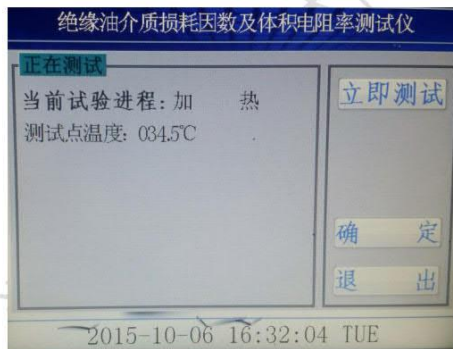 绝缘油介质损耗因数及体积电阻率测试仪
正在测试
当前试验进程:加 热
测试点温度: 034.5℃
立即测试
确 定
退 出
2015-10-06 16:32:04 TUE